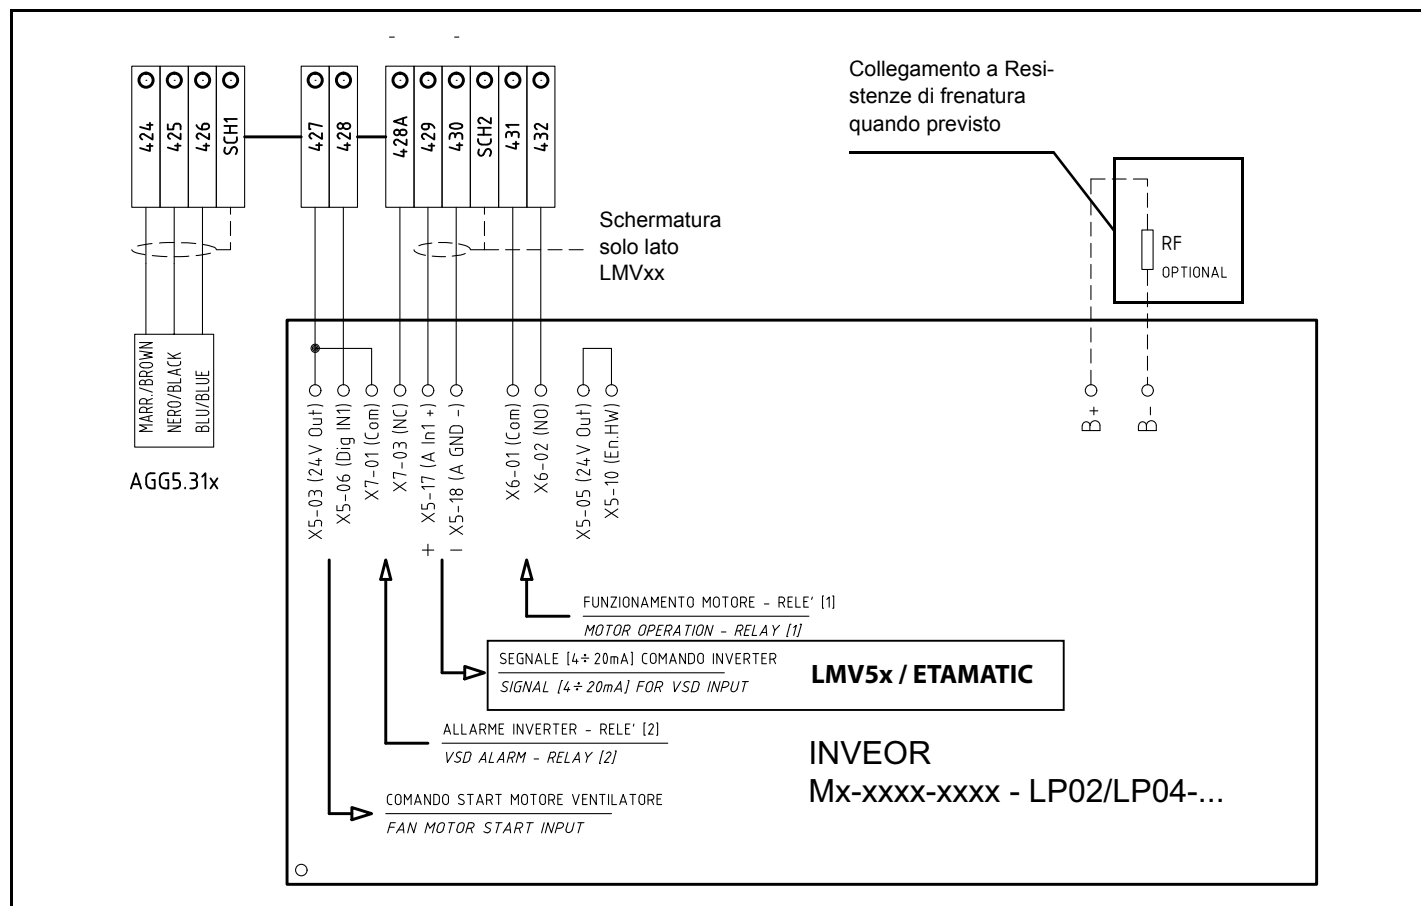 - -
424
425
426
SCH1
427
428
428A
429
430
SCH2
431
432
Collegamento a Resi-
stenze di frenatura
quando previsto
Schermatura
solo lato
LMVxx
RF
OPTIONAL
MARR./BROWN
NERO/BLACK
BLU/BLUE
AGG5.31x
X5-03 (24V Out)
X5-06 (Dig IN1)
X7-01 (Com)
X7-03 (NC)
+ X5-17 (A In1 +)
- X5-18 (A GND -)
X6-01 (Com)
X6-02 (NO)
X5-05 (24V Out)
X5-10 (En.HW)
B+
B-
FUNZIONAMENTO MOTORE - RELE' [1]
MOTOR OPERATION - RELAY [1]
SEGNALE [4÷20mA] COMANDO INVERTER
SIGNAL [4÷20mA] FOR VSD INPUT
LMV5x / ETAMATIC
ALLARME INVERTER - RELE' [2]
VSD ALARM - RELAY [2]
INVEOR
Mx-xxxx-xxxx - LP02/LP04-...
COMANDO START MOTORE VENTILATORE
FAN MOTOR START INPUT